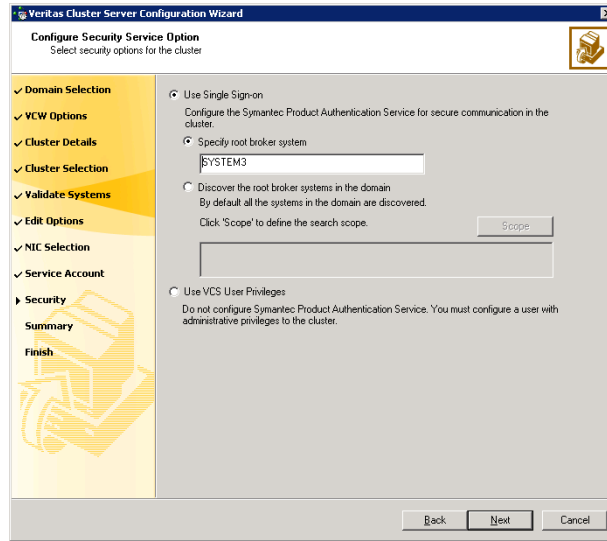 Veritas Cluster Server Configuration Wizard
Configure Security Service Option
Select security options for the cluster
Domain Selection
VCW Options
Cluster Details
Cluster Selection
Validate Systems
Edit Options
NIC Selection
Service Account
Security
Summary
Finish
Use Single Sign-on
Configure the Symantec Product Authentication Service for secure communication in the
cluster.
Specify root broker system
SYSTEM3
Discover the root broker systems in the domain
By default all the systems in the domain are discovered.
Click 'Scope' to define the search scope.
Scope
Use VCS User Privileges
Do not configure Symantec Product Authentication Service. You must configure a user with
administrative privileges to the cluster.
Back
Next
Cancel